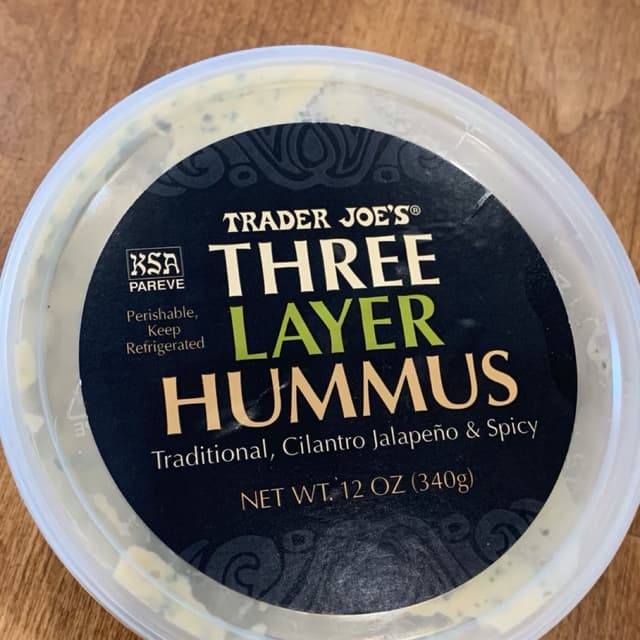 TRADER JOE'S®
THREE
LAYER
HUMMUS
KSA
PAREVE
Perishable,
Keep
Refrigerated
Traditional, Cilantro Jalapeño & Spicy
NET WT. 12 OZ (340g)